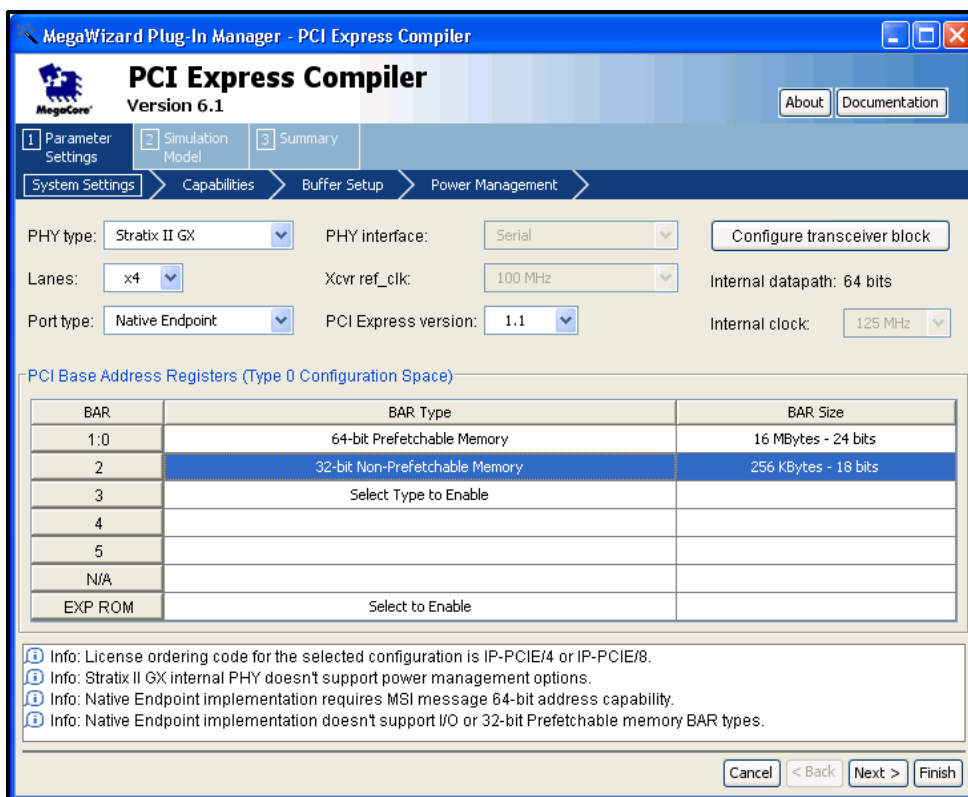 MegaWizard Plug-In Manager - PCI Express Compiler
MegaCore®
PCI Express Compiler
Version 6.1
About Documentation
1 Parameter Settings
2 Simulation Model
3 Summary
System Settings Capabilities Buffer Setup Power Management
PHY type: Stratix II GX PHY interface: Serial Configure transceiver block
Lanes: x4 Xcvr ref_clk: 100 MHz Internal datapath: 64 bits
Port type: Native Endpoint PCI Express version: 1.1 Internal clock: 125 MHz
PCI Base Address Registers (Type 0 Configuration Space)
BAR BAR Type BAR Size
1:0 64-bit Prefetchable Memory 16 MBytes - 24 bits
2 32-bit Non-Prefetchable Memory 256 KBytes - 18 bits
3 Select Type to Enable
4
5
N/A
EXP ROM Select to Enable
Info: License ordering code for the selected configuration is IP-PCIE/4 or IP-PCIE/8.
Info: Stratix II GX internal PHY doesn't support power management options.
Info: Native Endpoint implementation requires MSI message 64-bit address capability.
Info: Native Endpoint implementation doesn't support I/O or 32-bit Prefetchable memory BAR types.
Cancel < Back Next > Finish